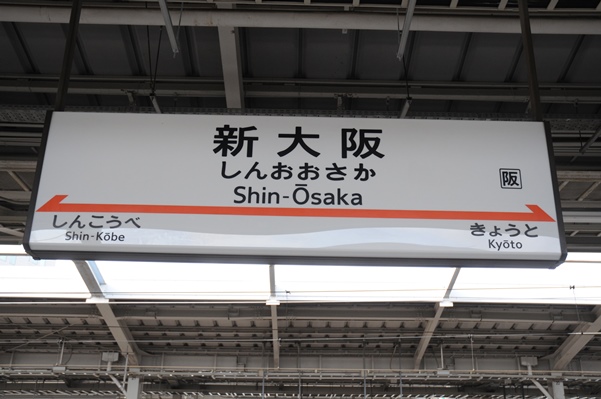 新大阪
しんおおさか
Shin-Ōsaka
阪
しんこうべ
Shin-Kōbe
きょうと
Kyōto